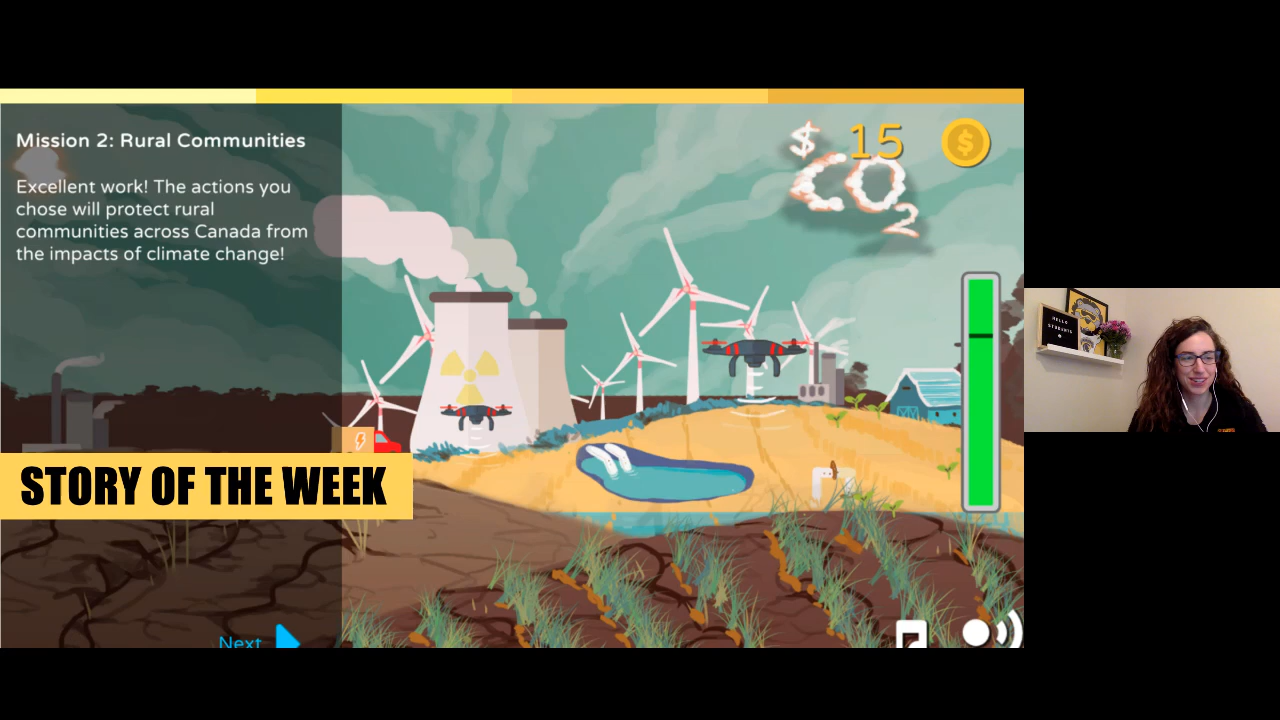 Mission 2: Rural Communities
Excellent work! The actions you
chose will protect rural
communities across Canada from
the impacts of climate change!
$ 15 $
CO2
STORY OF THE WEEK
Next
HELLO